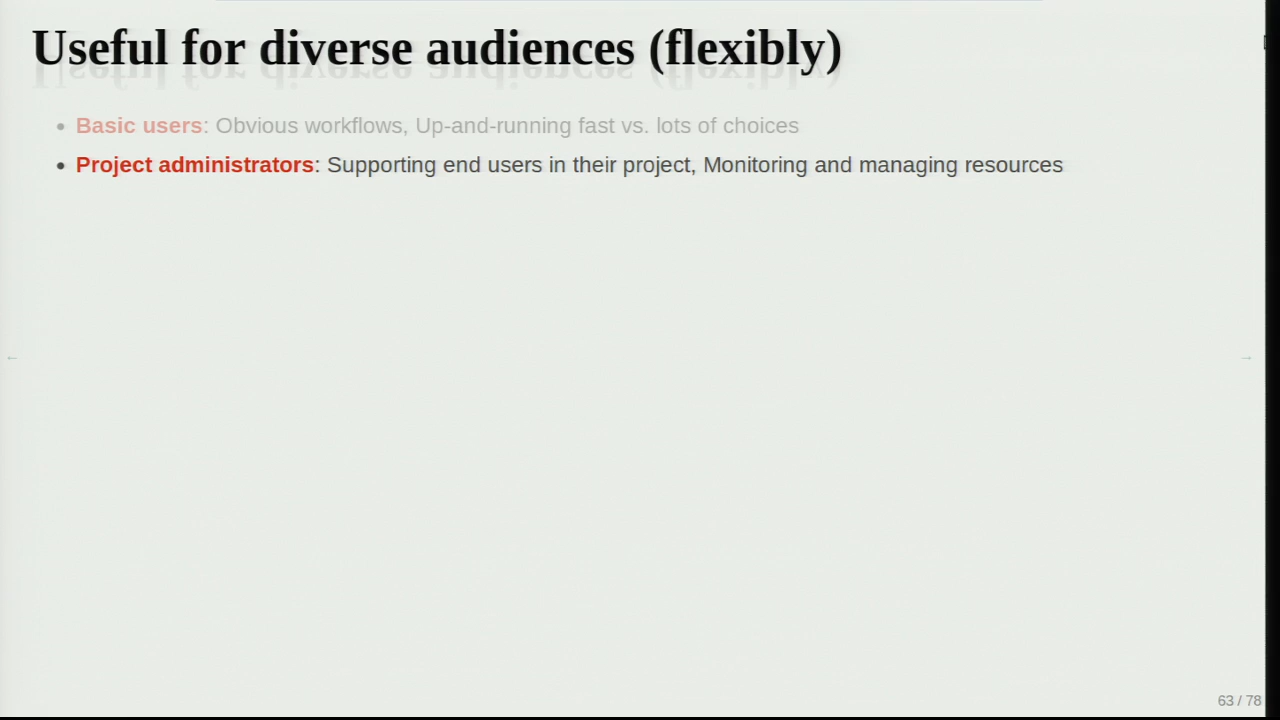 Useful for diverse audiences (flexibly)
• Basic users: Obvious workflows, Up-and-running fast vs. lots of choices
• Project administrators: Supporting end users in their project, Monitoring and managing resources
←
→
63 / 78